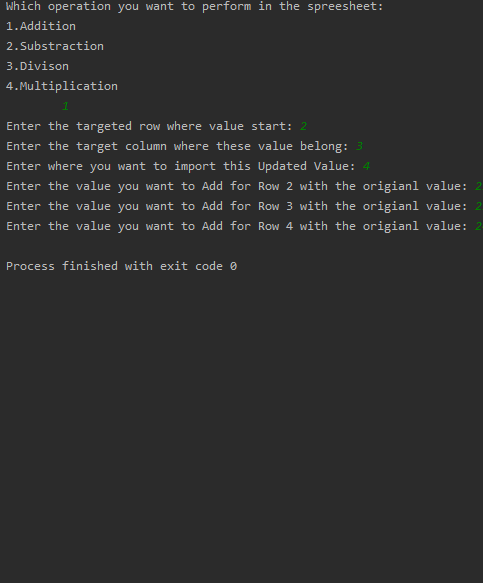 Which operation you want to perform in the spreesheet:
1.Addition
2.Substraction
3.Divison
4.Multiplication
1
Enter the targeted row where value start: 2
Enter the target column where these value belong: 3
Enter where you want to import this Updated Value: 4
Enter the value you want to Add for Row 2 with the origianl value: 2
Enter the value you want to Add for Row 3 with the origianl value: 2
Enter the value you want to Add for Row 4 with the origianl value: 2
Process finished with exit code 0